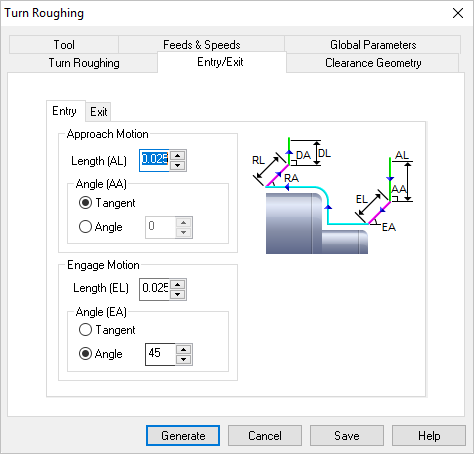 Turn Roughing
Tool Feeds & Speeds Global Parameters
Turn Roughing Entry/Exit Clearance Geometry
Entry Exit
Approach Motion
Length (AL) 0.025
Angle (AA)
Tangent
Angle 0
Engage Motion
Length (EL) 0.025
Angle (EA)
Tangent
Angle 45
RL DA DL AL
RA AA
EL
EA
Generate Cancel Save Help